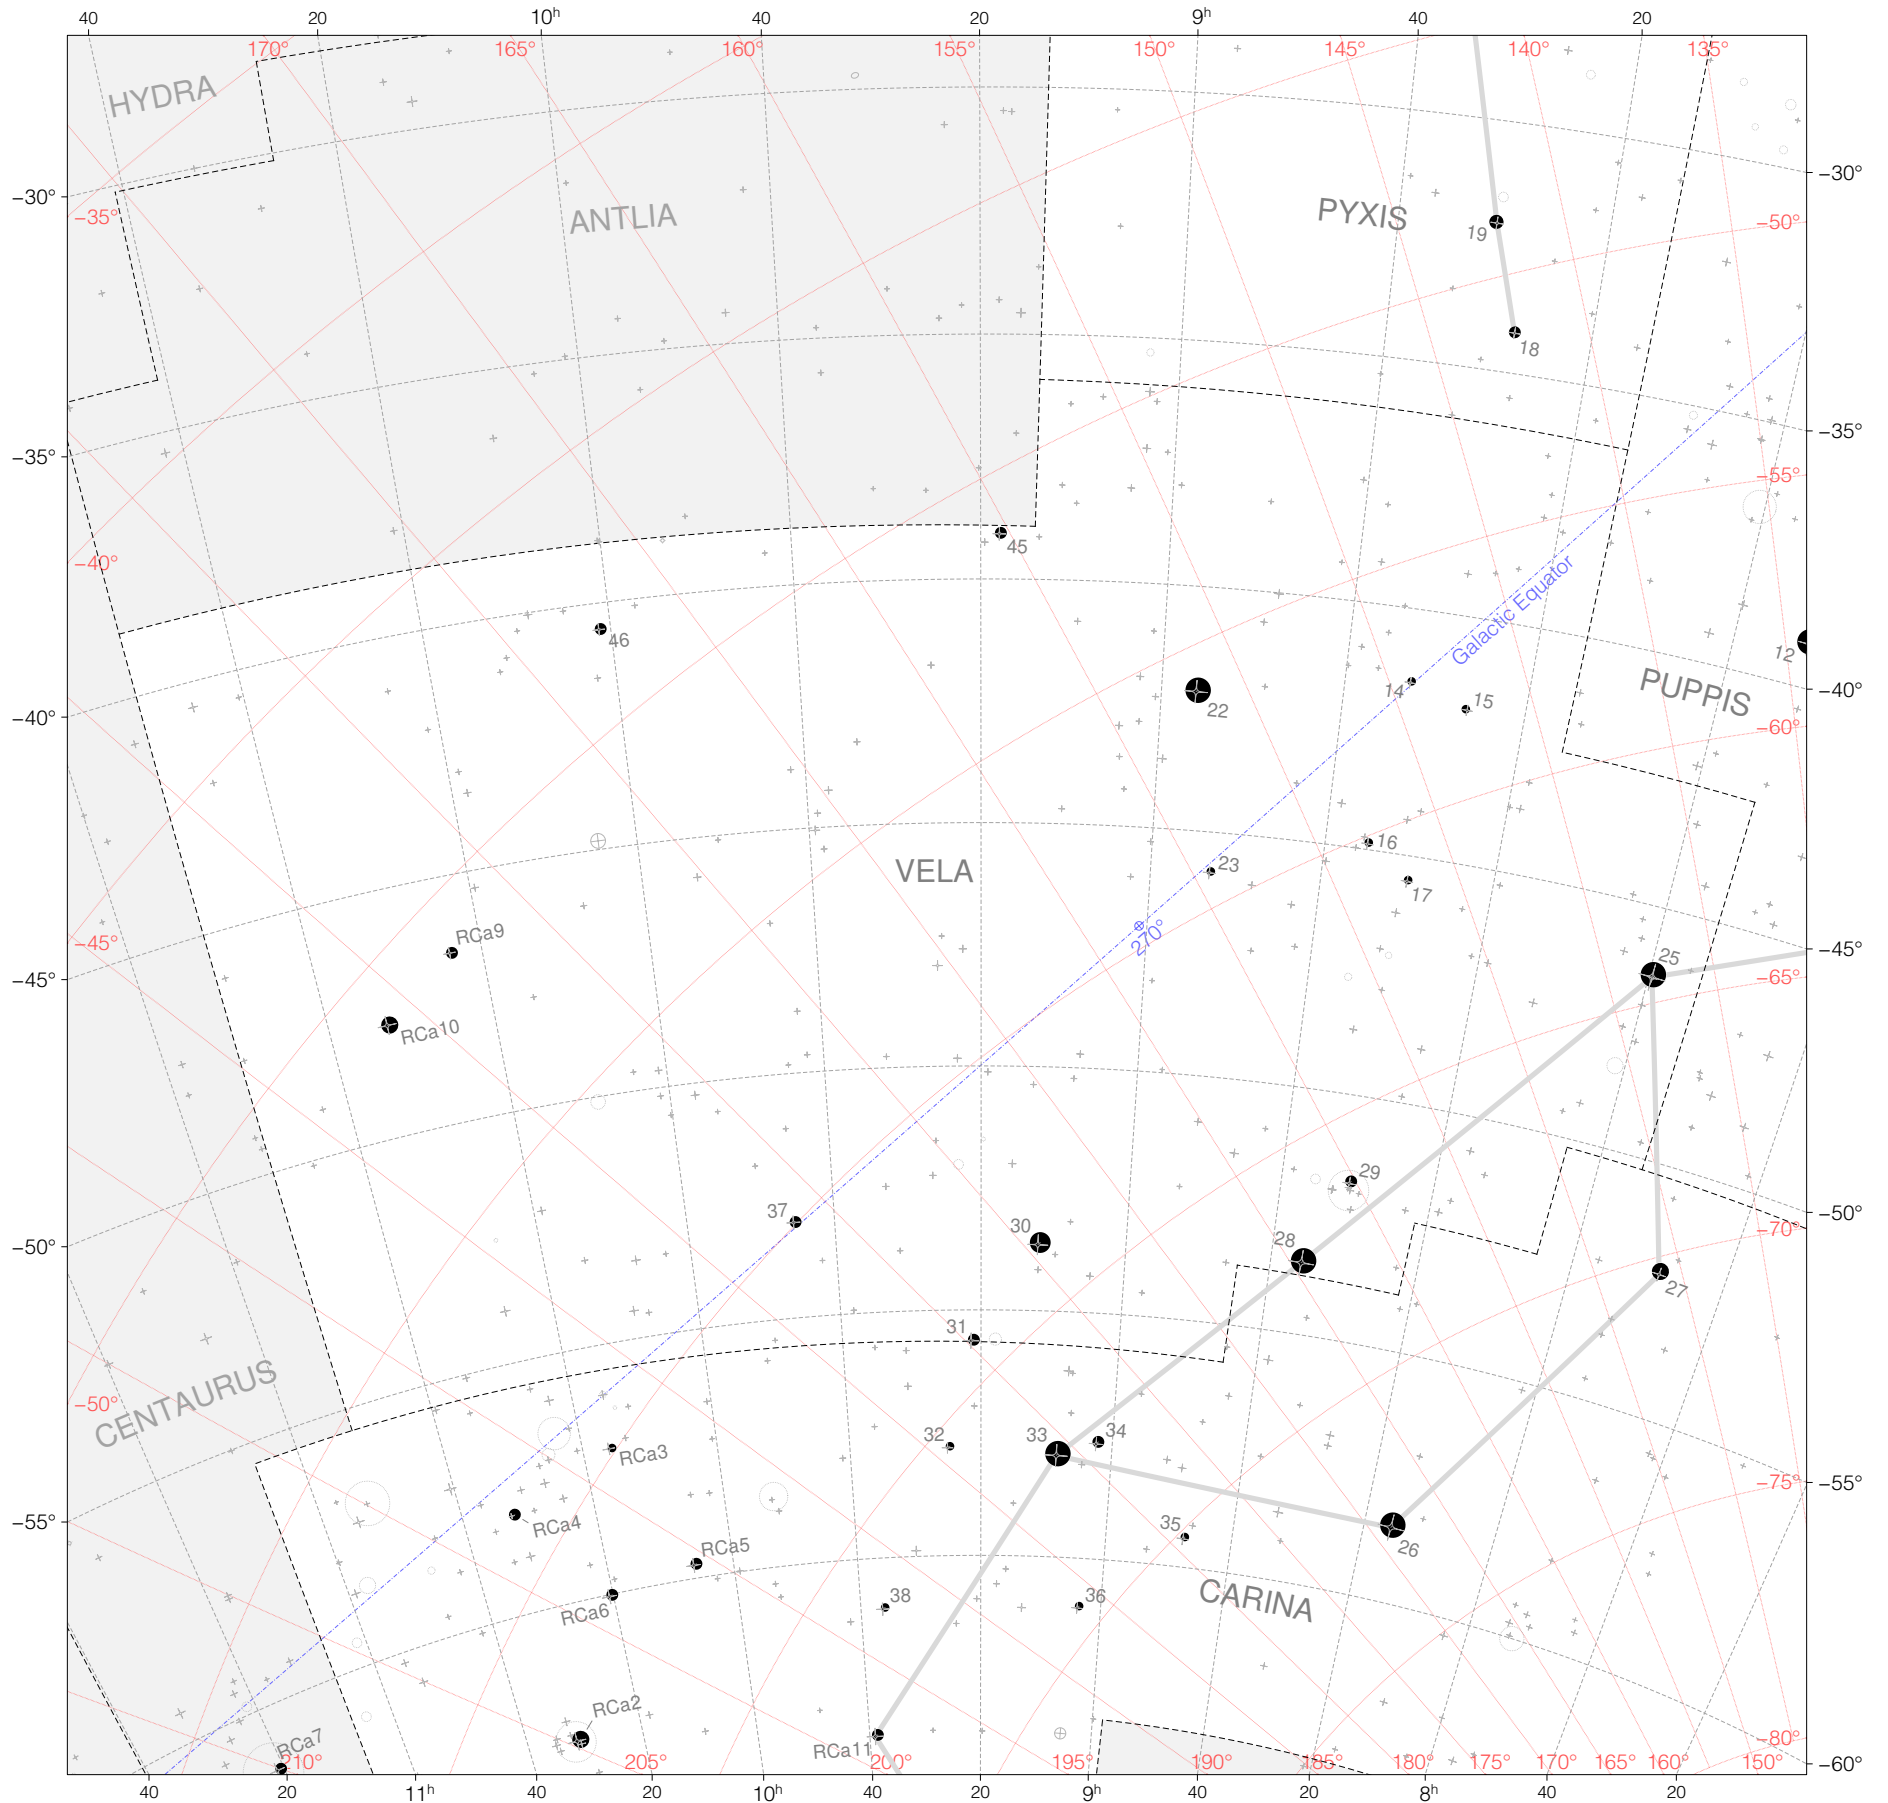 40 20 10h 40 20 9h 40 20
170° 165° 160° 155° 150° 145° 140° 135°
HYDRA
−30° −30°
ANTLIA
PYXIS
−35° −50°
19
18
−35° −35°
−55°
45
−40°
Galactic Equator
46
12
PUPPIS
−40° −40°
22
14
15
−60°
16
VELA
23
17
RCa9
−45°
270°
25
−45° −45°
−65°
RCa10
29
37
30
−50°
−70°
28
−50°
27
31
CENTAURUS
−50°
32
33
34
RCa3
−75° −55°
−55°
RCa4
35
26
RCa5
38
36
CARINA
RCa6
RCa2
RCa7
RCa11
−80°
210° 205° 200° 195° 190° 185° 180° 175° 170° 165° 160° 150°
−60°
40 20 11h 40 20 10h 40 20 9h 20 8h 40 20